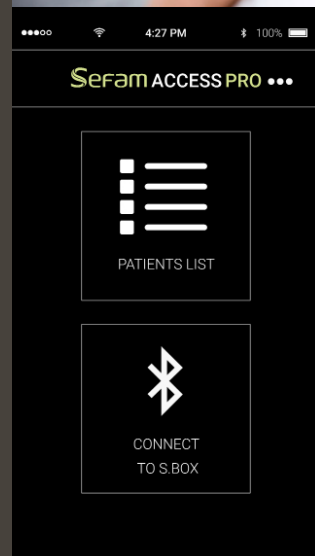 4:27 PM 100%
Sefam ACCESS PRO
PATIENTS LIST
CONNECT
TO S.BOX